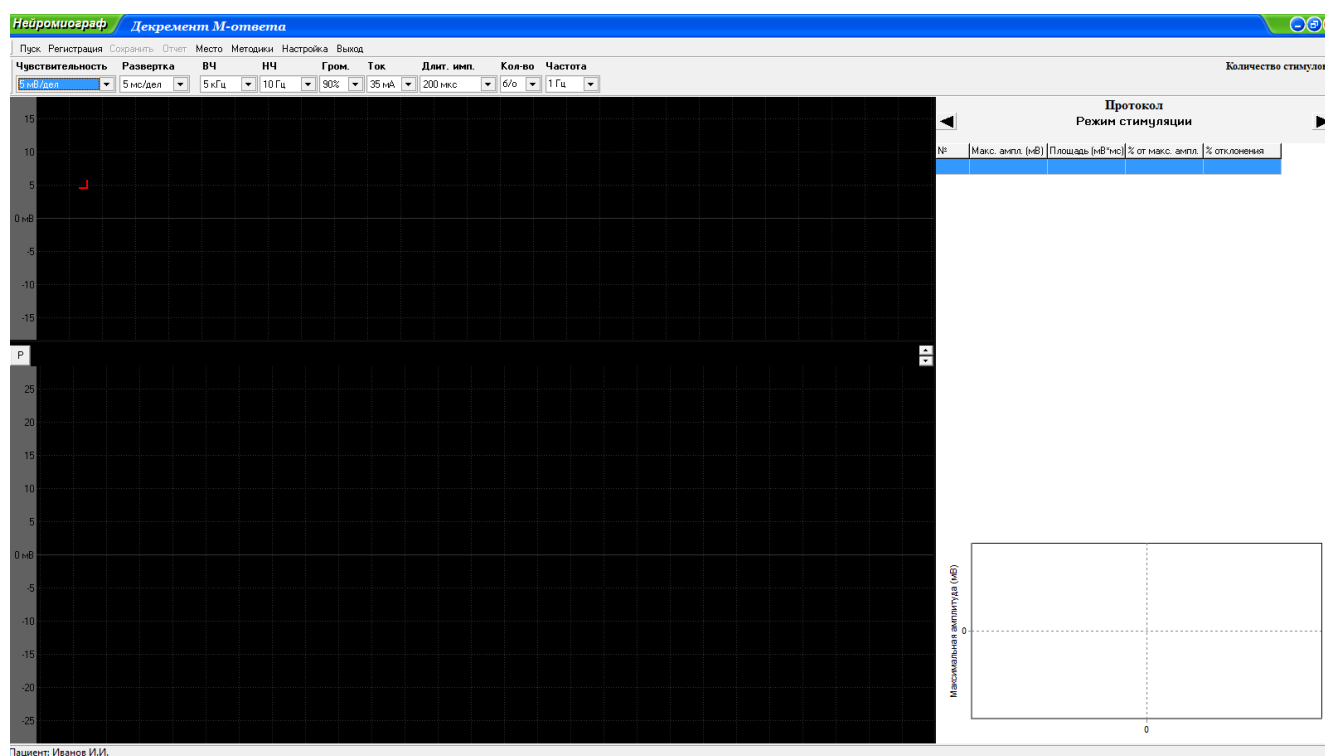 Нейромиограф Декремент М-ответа
Пуск Регистрация Сохранить Отчет Место Методики Настройка Выход
Чувствительность Развертка ВЧ НЧ Гром. Ток Длит. имп. Кол-во Частота Количество стимулов
5 мВ/дел 5 мс/дел 5 кГц 10 Гц 90% 35 мА 200 мкс б/о 1 Гц
15
10
5
0 мВ
-5
-10
-15
P
25
20
15
10
5
0 мВ
-5
-10
-15
-20
-25
Протокол
Режим стимуляции
№ Макс. ампл. (мВ) Площадь (мВ*мс) % от макс. ампл. % отклонения
Максимальная амплитуда (мВ)
0
0
Пациент: Иванов И.И.